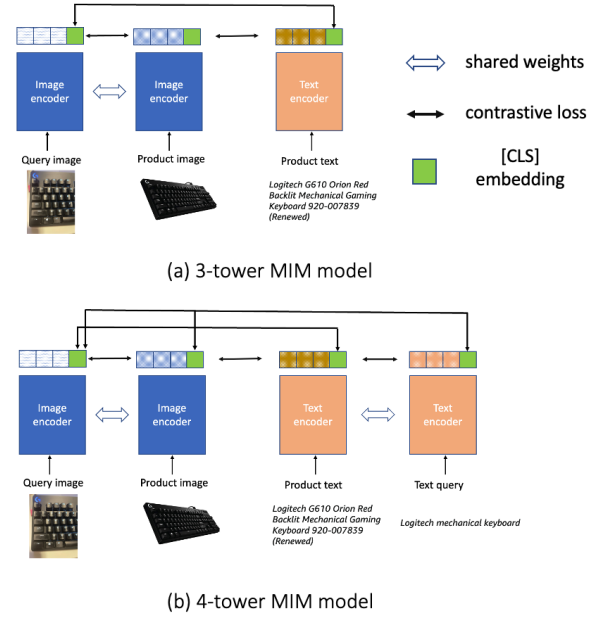 Image
encoder
Image
encoder
Text
encoder
Query image
Product image
Product text
Logitech G610 Orion Red
Backlit Mechanical Gaming
Keyboard 920-007839
(Renewed)
shared weights
contrastive loss
[CLS]
embedding
(a) 3-tower MIM model
Image
encoder
Image
encoder
Text
encoder
Text
encoder
Query image
Product image
Product text
Text query
Logitech G610 Orion Red
Backlit Mechanical Gaming
Keyboard 920-007839
(Renewed)
Logitech mechanical keyboard
(b) 4-tower MIM model